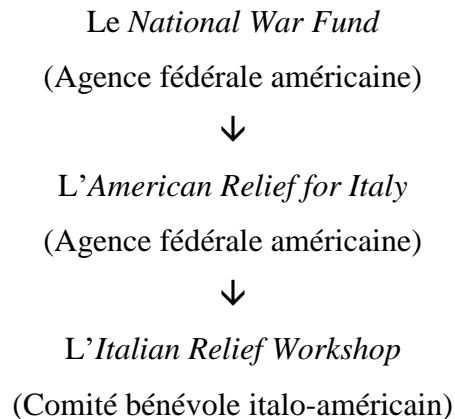 Le National War Fund
(Agence fédérale américaine)
↓
L’American Relief for Italy
(Agence fédérale américaine)
↓
L’Italian Relief Workshop
(Comité bénévole italo-américain)